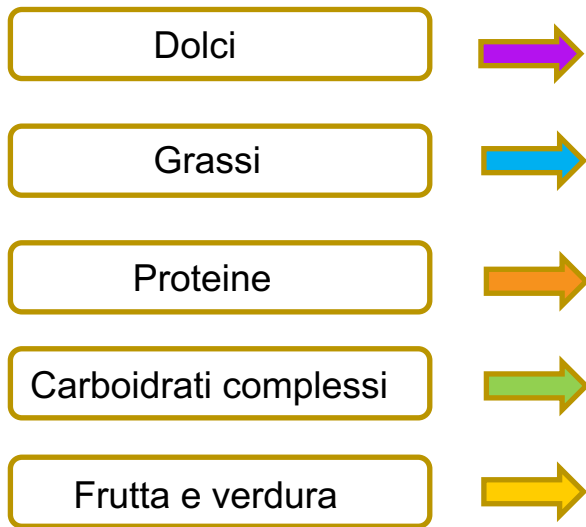 Dolci
Grassi
Proteine
Carboidrati complessi
Frutta e verdura